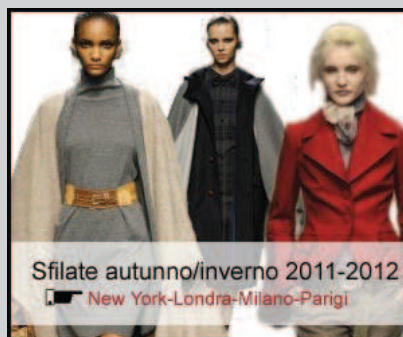 Sfilate autunno/inverno 2011-2012
New York-Londra-Milano-Parigi